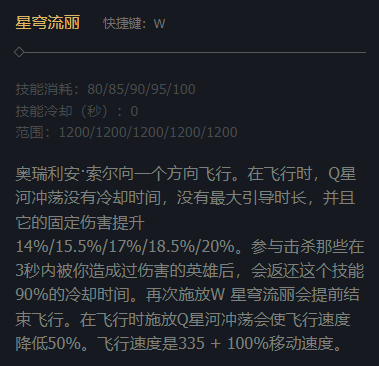 星穹流丽 快捷键：W
技能消耗：80/85/90/95/100
技能冷却（秒）：0
范围：1200/1200/1200/1200/1200
奥瑞利安·索尔向一个方向飞行。在飞行时，Q星
河冲荡没有冷却时间，没有最大引导时长，并且
它的固定伤害提升
14%/15.5%/17%/18.5%/20%。参与击杀那些在
3秒内被你造成过伤害的英雄后，会返还这个技能
90%的冷却时间。再次施放W 星穹流丽会提前结
束飞行。在飞行时施放Q星河冲荡会使飞行速度
降低50%。飞行速度是335 + 100%移动速度。